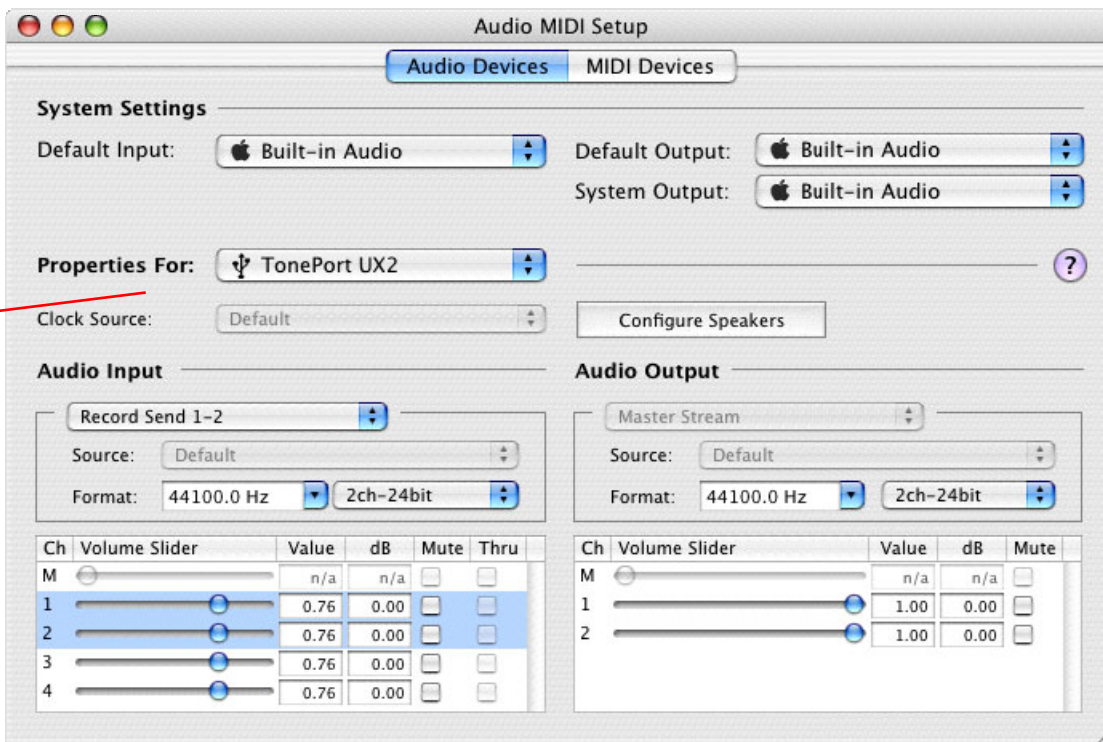 Audio MIDI Setup
Audio Devices MIDI Devices
System Settings
Default Input: Built-in Audio
Default Output: Built-in Audio
System Output: Built-in Audio
Properties For: TonePort UX2 ?
Clock Source: Default
Configure Speakers
Audio Input
Record Send 1-2
Source: Default
Format: 44100.0 Hz 2ch-24bit
Ch Volume Slider Value dB Mute Thru
M n/a n/a
1 0.76 0.00
2 0.76 0.00
3 0.76 0.00
4 0.76 0.00
Audio Output
Master Stream
Source: Default
Format: 44100.0 Hz 2ch-24bit
Ch Volume Slider Value dB Mute
M n/a n/a
1 1.00 0.00
2 1.00 0.00